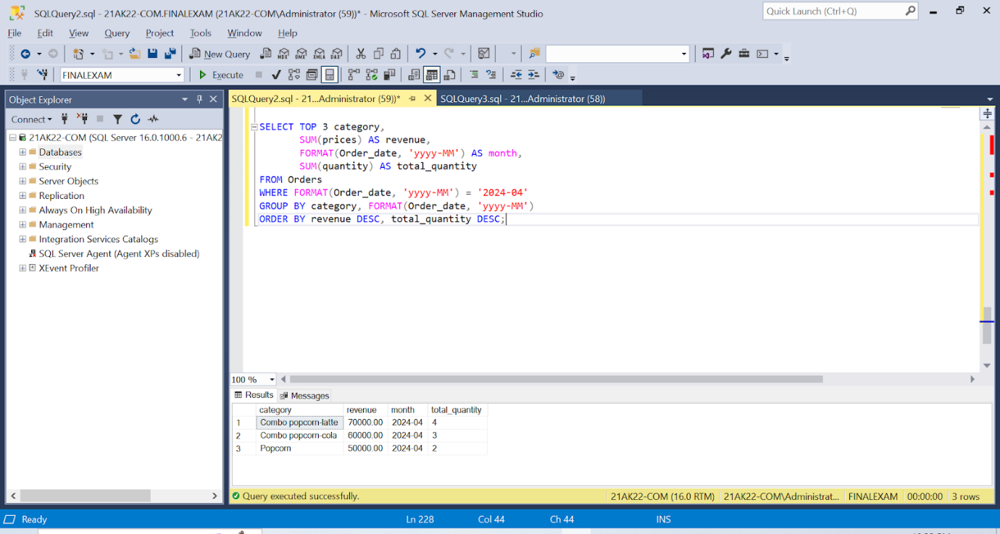 SQLQuery2.sql - 21AK22-COM.FINALEXAM (21AK22-COM\Administrator (59))* - Microsoft SQL Server Management Studio
Quick Launch (Ctrl+Q)
File Edit View Query Project Tools Window Help
New Query
MDX DMX XMLA DAX
FINALEXAM
Execute
Object Explorer
SQLQuery2.sql - 21...Administrator (59))*
SQLQuery3.sql - 21...Administrator (58))
Connect
21AK22-COM (SQL Server 16.0.1000.6 - 21AK2
Databases
Security
Server Objects
Replication
Always On High Availability
Management
Integration Services Catalogs
SQL Server Agent (Agent XPs disabled)
XEvent Profiler
SELECT TOP 3 category,
SUM(prices) AS revenue,
FORMAT(Order_date, 'yyyy-MM') AS month,
SUM(quantity) AS total_quantity
FROM Orders
WHERE FORMAT(Order_date, 'yyyy-MM') = '2024-04'
GROUP BY category, FORMAT(Order_date, 'yyyy-MM')
ORDER BY revenue DESC, total_quantity DESC;
100 %
Results Messages
category revenue month total_quantity
1 Combo popcorn-latte 70000.00 2024-04 4
2 Combo popcorn-cola 60000.00 2024-04 3
3 Popcorn 50000.00 2024-04 2
Query executed successfully.
21AK22-COM (16.0 RTM) 21AK22-COM\Administrat... FINALEXAM 00:00:00 3 rows
Ready Ln 228 Col 44 Ch 44 INS